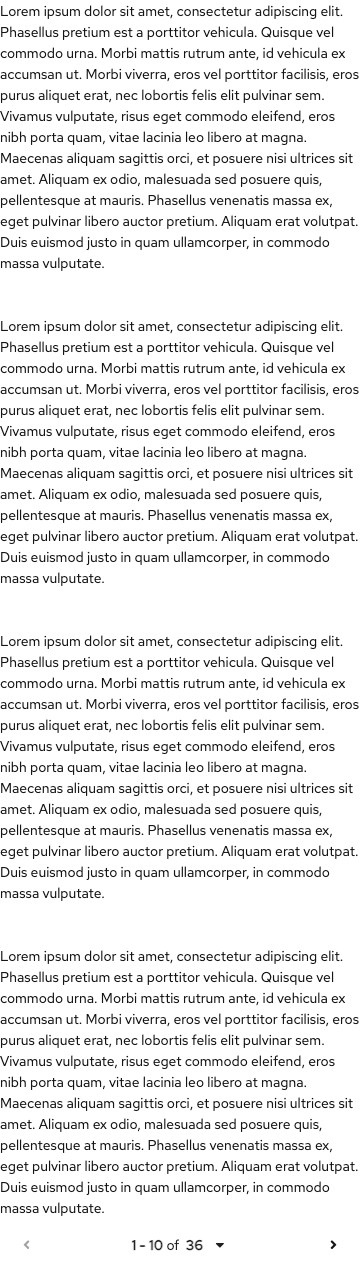 Lorem ipsum dolor sit amet, consectetur adipiscing elit.
Phasellus pretium est a porttitor vehicula. Quisque vel
commodo urna. Morbi mattis rutrum ante, id vehicula ex
accumsan ut. Morbi viverra, eros vel porttitor facilisis, eros
purus aliquet erat, nec lobortis felis elit pulvinar sem.
Vivamus vulputate, risus eget commodo eleifend, eros
nibh porta quam, vitae lacinia leo libero at magna.
Maecenas aliquam sagittis orci, et posuere nisi ultrices sit
amet. Aliquam ex odio, malesuada sed posuere quis,
pellentesque at mauris. Phasellus venenatis massa ex,
eget pulvinar libero auctor pretium. Aliquam erat volutpat.
Duis euismod justo in quam ullamcorper, in commodo
massa vulputate.
Lorem ipsum dolor sit amet, consectetur adipiscing elit.
Phasellus pretium est a porttitor vehicula. Quisque vel
commodo urna. Morbi mattis rutrum ante, id vehicula ex
accumsan ut. Morbi viverra, eros vel porttitor facilisis, eros
purus aliquet erat, nec lobortis felis elit pulvinar sem.
Vivamus vulputate, risus eget commodo eleifend, eros
nibh porta quam, vitae lacinia leo libero at magna.
Maecenas aliquam sagittis orci, et posuere nisi ultrices sit
amet. Aliquam ex odio, malesuada sed posuere quis,
pellentesque at mauris. Phasellus venenatis massa ex,
eget pulvinar libero auctor pretium. Aliquam erat volutpat.
Duis euismod justo in quam ullamcorper, in commodo
massa vulputate.
Lorem ipsum dolor sit amet, consectetur adipiscing elit.
Phasellus pretium est a porttitor vehicula. Quisque vel
commodo urna. Morbi mattis rutrum ante, id vehicula ex
accumsan ut. Morbi viverra, eros vel porttitor facilisis, eros
purus aliquet erat, nec lobortis felis elit pulvinar sem.
Vivamus vulputate, risus eget commodo eleifend, eros
nibh porta quam, vitae lacinia leo libero at magna.
Maecenas aliquam sagittis orci, et posuere nisi ultrices sit
amet. Aliquam ex odio, malesuada sed posuere quis,
pellentesque at mauris. Phasellus venenatis massa ex,
eget pulvinar libero auctor pretium. Aliquam erat volutpat.
Duis euismod justo in quam ullamcorper, in commodo
massa vulputate.
Lorem ipsum dolor sit amet, consectetur adipiscing elit.
Phasellus pretium est a porttitor vehicula. Quisque vel
commodo urna. Morbi mattis rutrum ante, id vehicula ex
accumsan ut. Morbi viverra, eros vel porttitor facilisis, eros
purus aliquet erat, nec lobortis felis elit pulvinar sem.
Vivamus vulputate, risus eget commodo eleifend, eros
nibh porta quam, vitae lacinia leo libero at magna.
Maecenas aliquam sagittis orci, et posuere nisi ultrices sit
amet. Aliquam ex odio, malesuada sed posuere quis,
pellentesque at mauris. Phasellus venenatis massa ex,
eget pulvinar libero auctor pretium. Aliquam erat volutpat.
Duis euismod justo in quam ullamcorper, in commodo
massa vulputate.
1 - 10 of 36